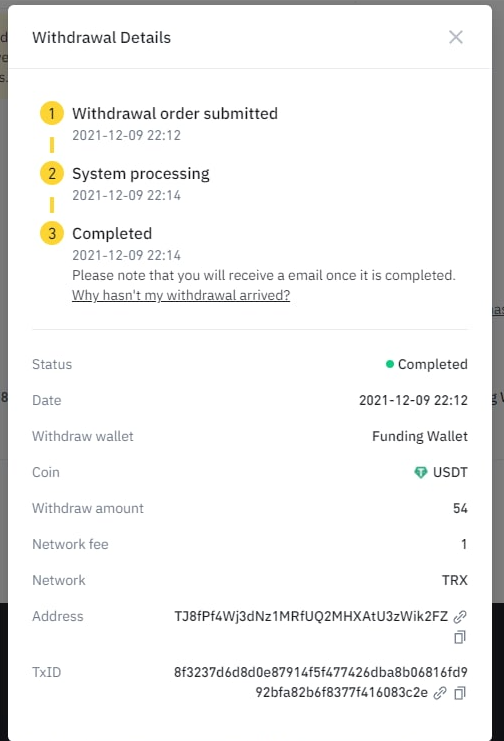 Withdrawal Details
1 Withdrawal order submitted
2021-12-09 22:12
2 System processing
2021-12-09 22:14
3 Completed
2021-12-09 22:14
Please note that you will receive a email once it is completed.
Why hasn't my withdrawal arrived?
Status Completed
Date 2021-12-09 22:12
Withdraw wallet Funding Wallet
Coin USDT
Withdraw amount 54
Network fee 1
Network TRX
Address TJ8fPf4Wj3dNz1MRfUQ2MHXAtU3zWik2FZ
TxID 8f3237d6d8d0e87914f5f477426dba8b06816fd9
92bfa82b6f8377f416083c2e